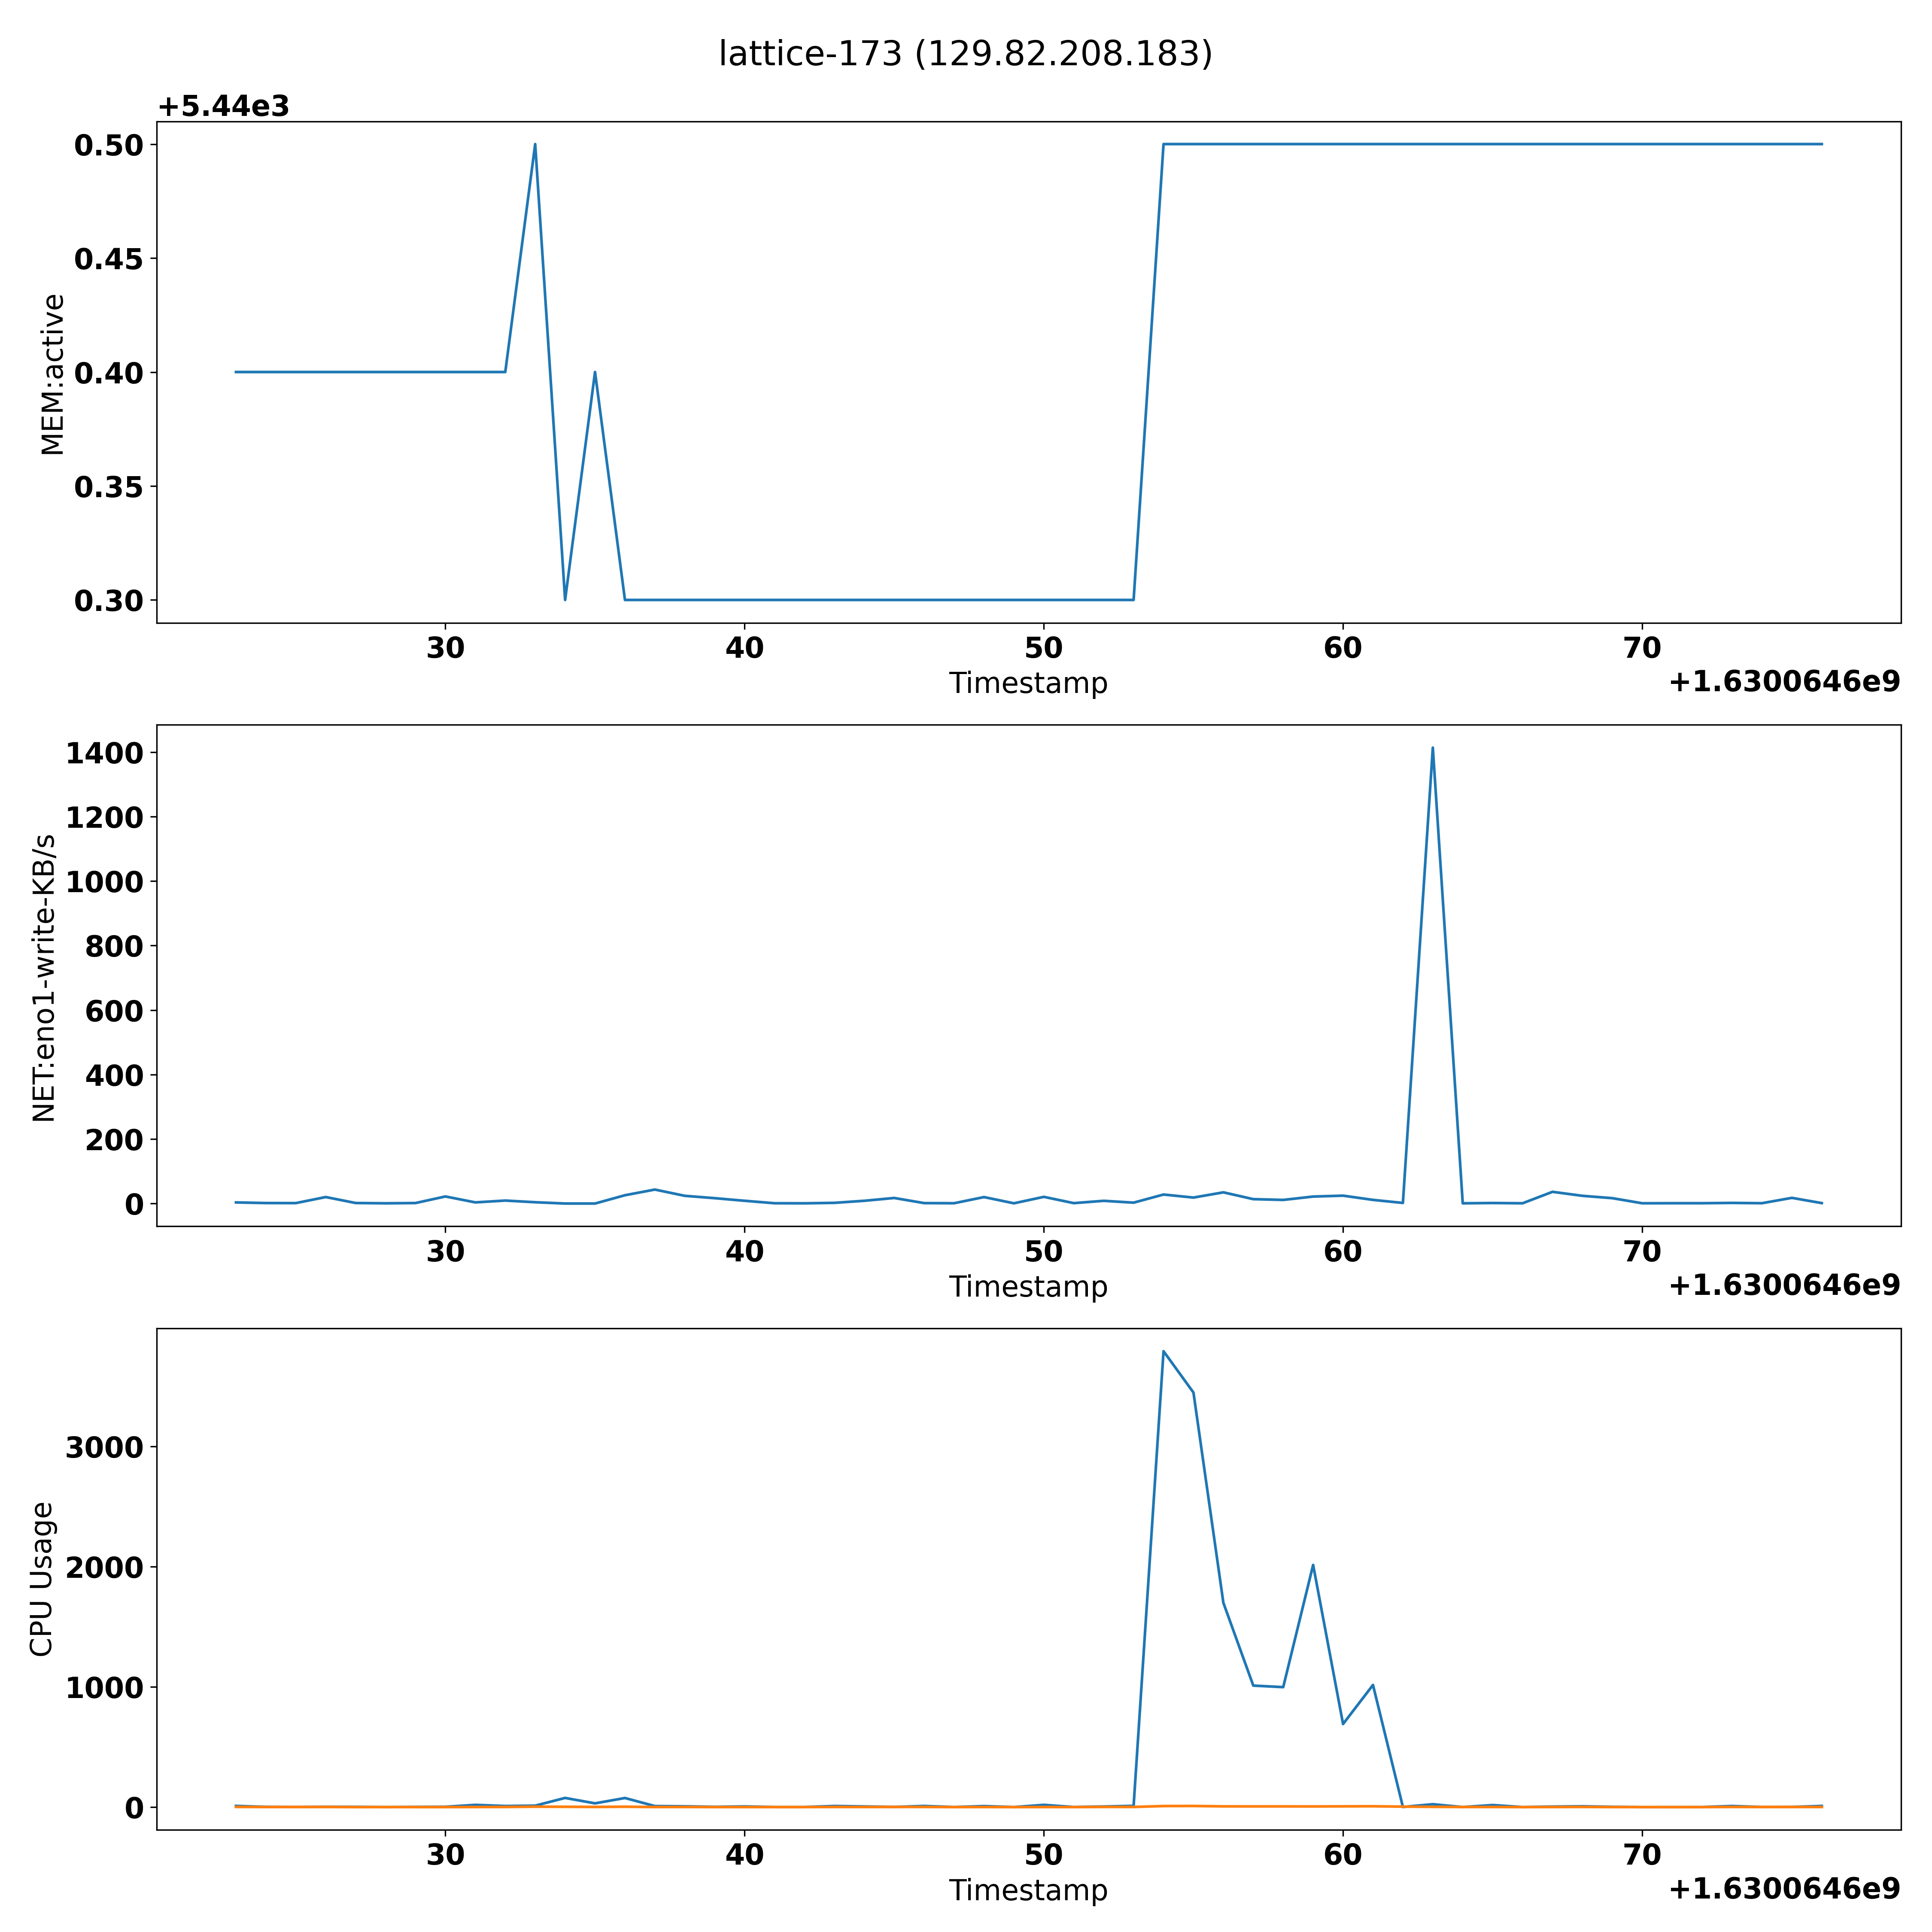 lattice-173 (129.82.208.183)
+5.44e3
0.50
0.45
0.40
0.35
0.30
MEM:active
30 40 50 60 70
Timestamp
+1.6300646e9
1400
1200
1000
800
600
400
200
0
NET:eno1-write-KB/s
30 40 50 60 70
Timestamp
+1.6300646e9
3000
2000
1000
0
CPU Usage
30 40 50 60 70
Timestamp
+1.6300646e9